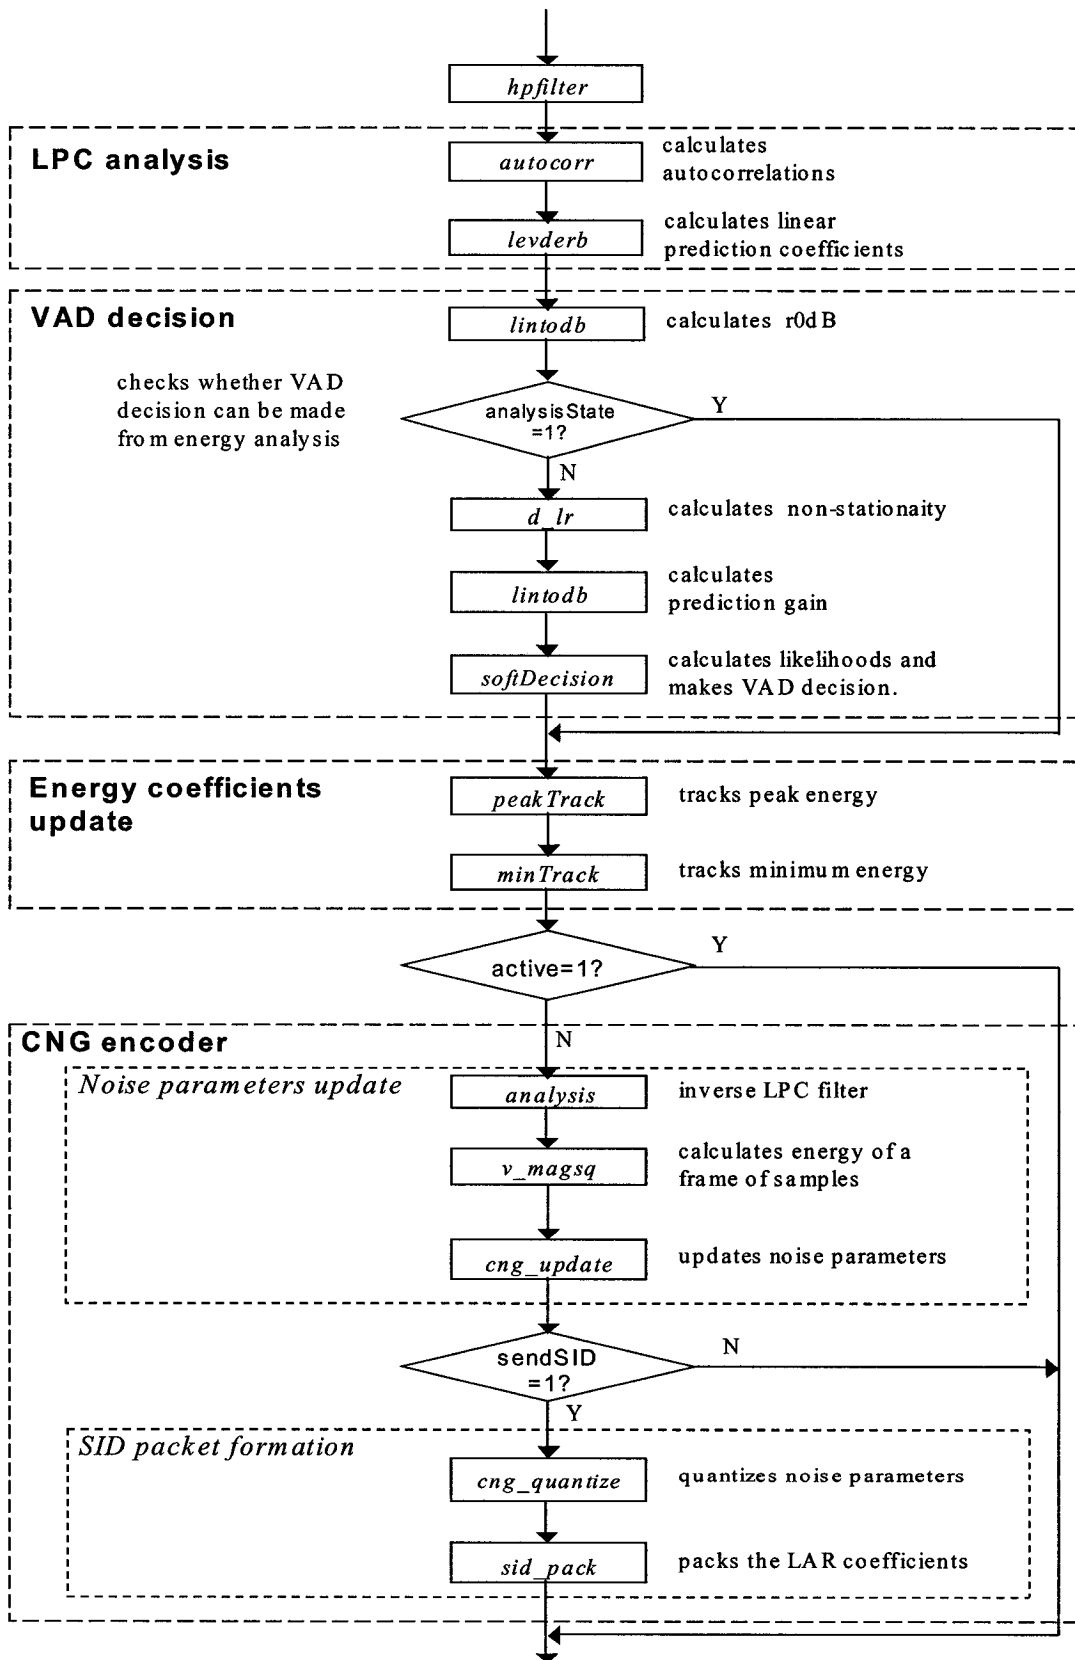 hpfilter
LPC analysis
autocorr
calculates
autocorrelations
levderb
calculates linear
prediction coefficients
VAD decision
lintodb
calculates r0dB
checks whether VAD
decision can be made
from energy analysis
analysisState
=1?
Y
N
d_lr
calculates non-stationaity
lintodb
calculates
prediction gain
softDecision
calculates likelihoods and
makes VAD decision.
Energy coefficients
update
peakTrack
tracks peak energy
minTrack
tracks minimum energy
active=1?
Y
N
CNG encoder
Noise parameters update
analysis
inverse LPC filter
v_magsq
calculates energy of a
frame of samples
cng_update
updates noise parameters
sendSID
=1?
N
Y
SID packet formation
cng_quantize
quantizes noise parameters
sid_pack
packs the LAR coefficients